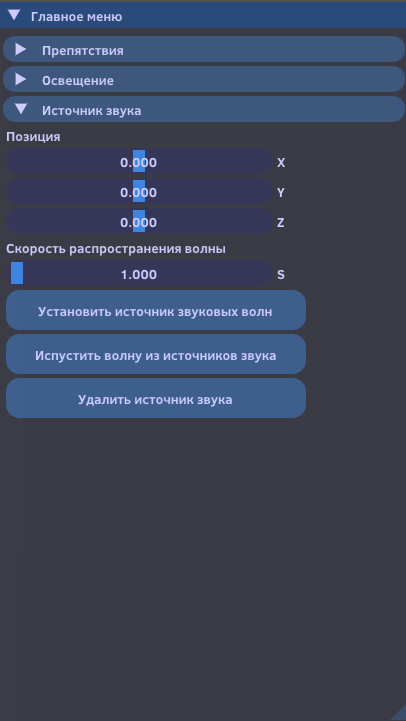 Главное меню
Препятствия
Освещение
Источник звука
Позиция
0.000 X
0.000 Y
0.000 Z
Скорость распространения волны
1.000 S
Установить источник звуковых волн
Испустить волну из источников звука
Удалить источник звука